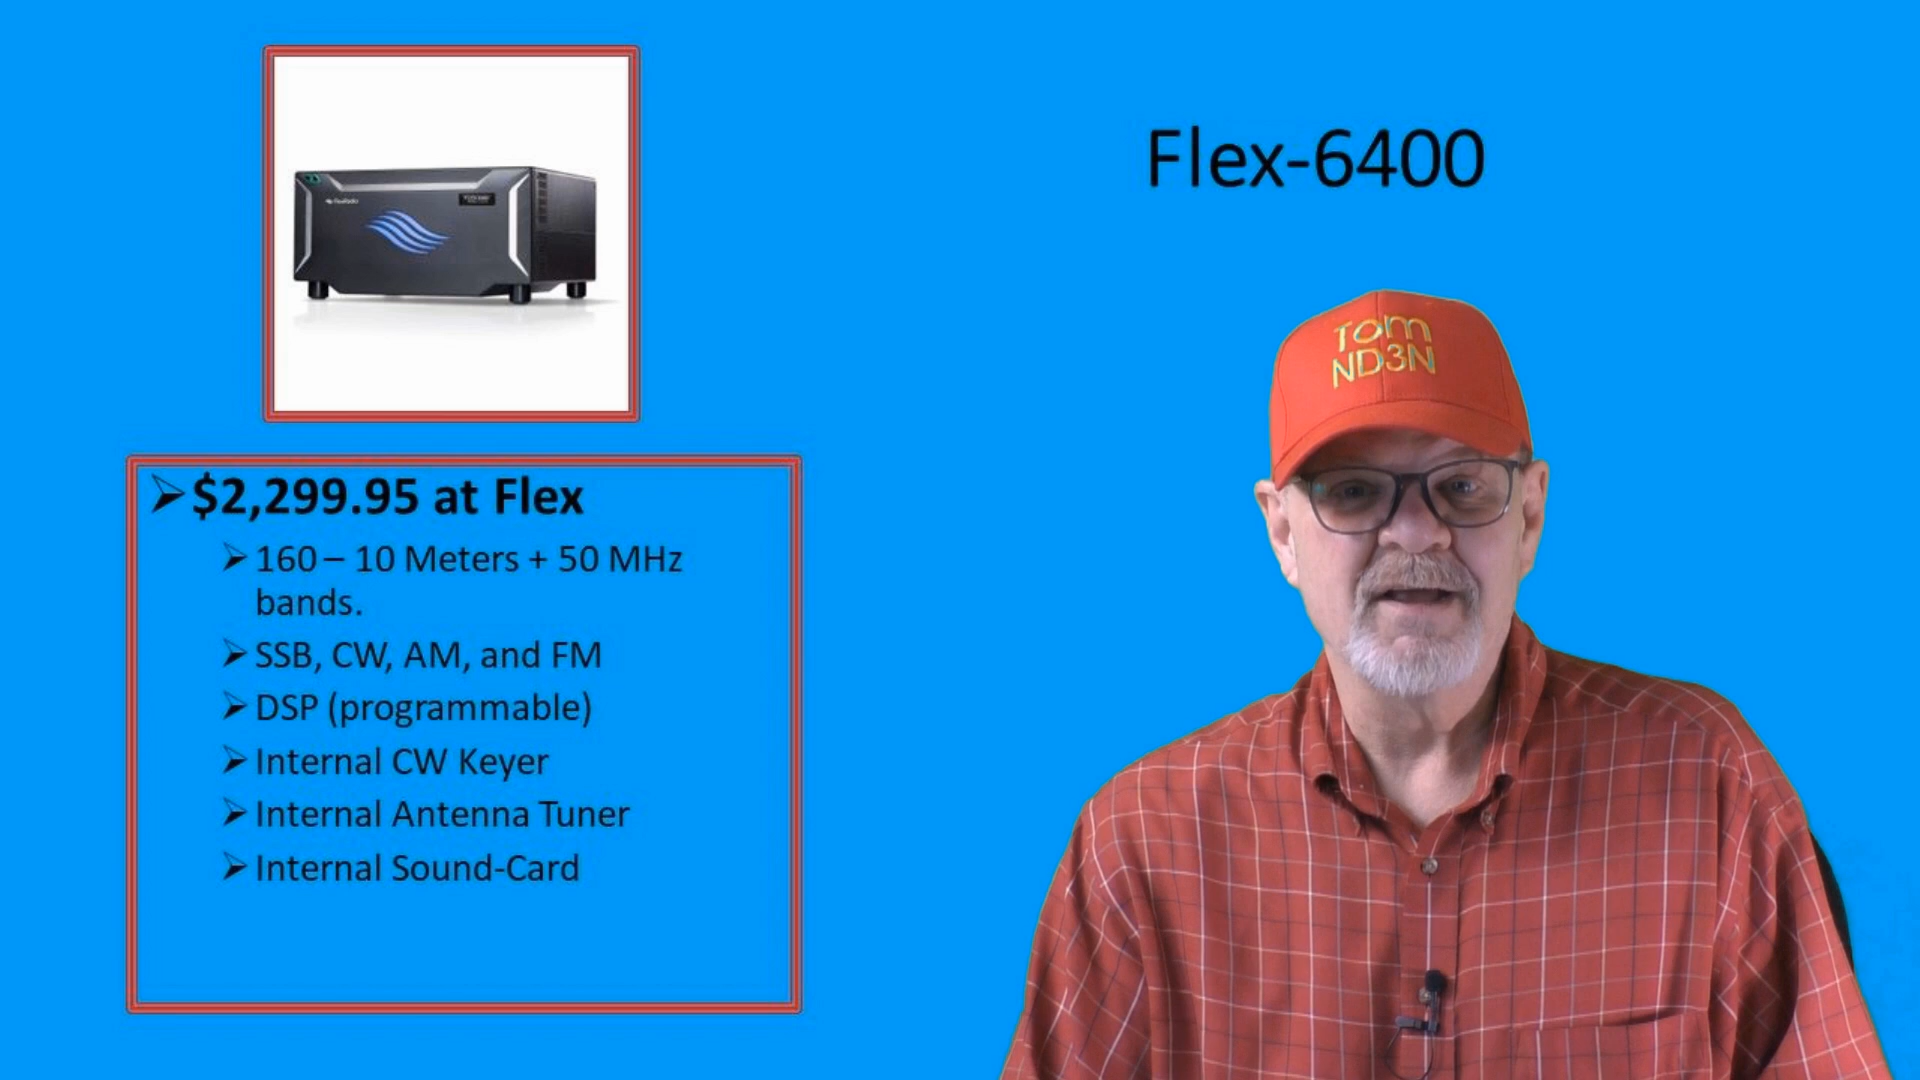 FlexRadio
Flex-6400
Tom
ND3N
➢$2,299.95 at Flex
➢160 – 10 Meters + 50 MHz
bands.
➢SSB, CW, AM, and FM
➢DSP (programmable)
➢Internal CW Keyer
➢Internal Antenna Tuner
➢Internal Sound-Card